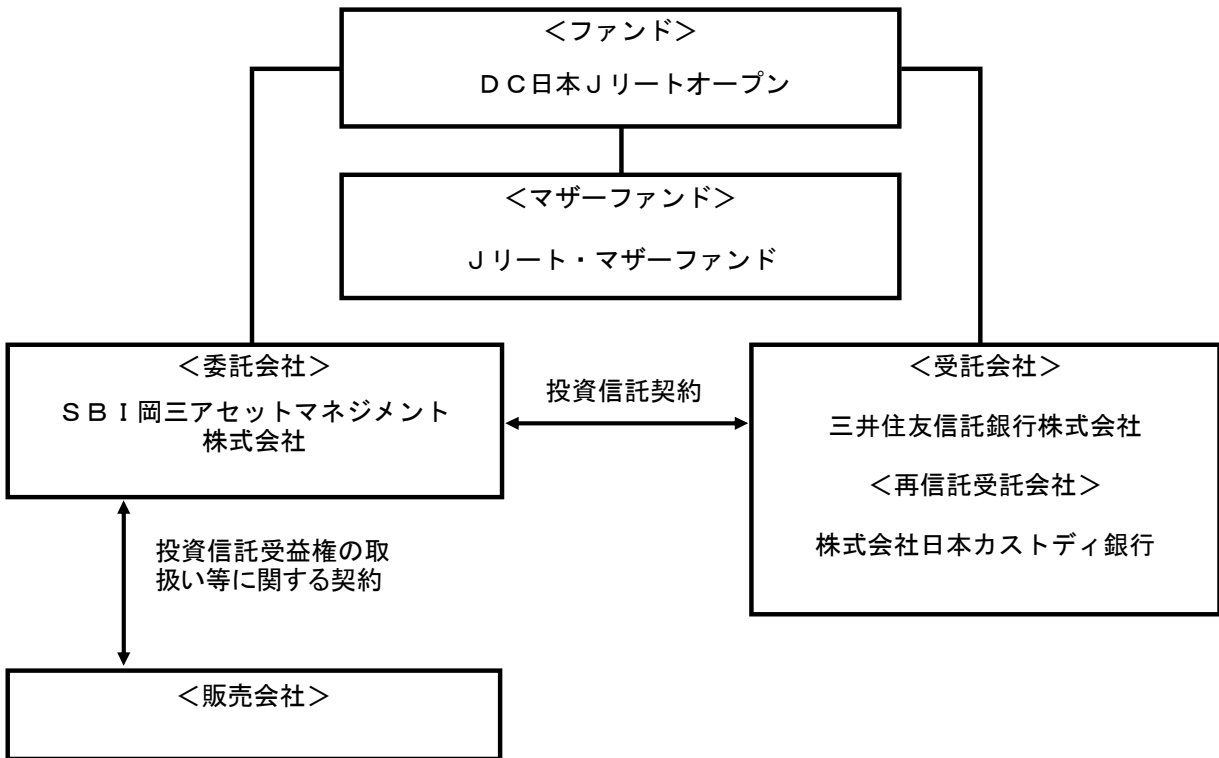 ＜ファンド＞
ＤＣ日本Ｊリートオープン
＜マザーファンド＞
Ｊリート・マザーファンド
＜委託会社＞
ＳＢＩ岡三アセットマネジメント
株式会社
投資信託契約
＜受託会社＞
三井住友信託銀行株式会社
＜再信託受託会社＞
株式会社日本カストディ銀行
投資信託受益権の取
扱い等に関する契約
＜販売会社＞